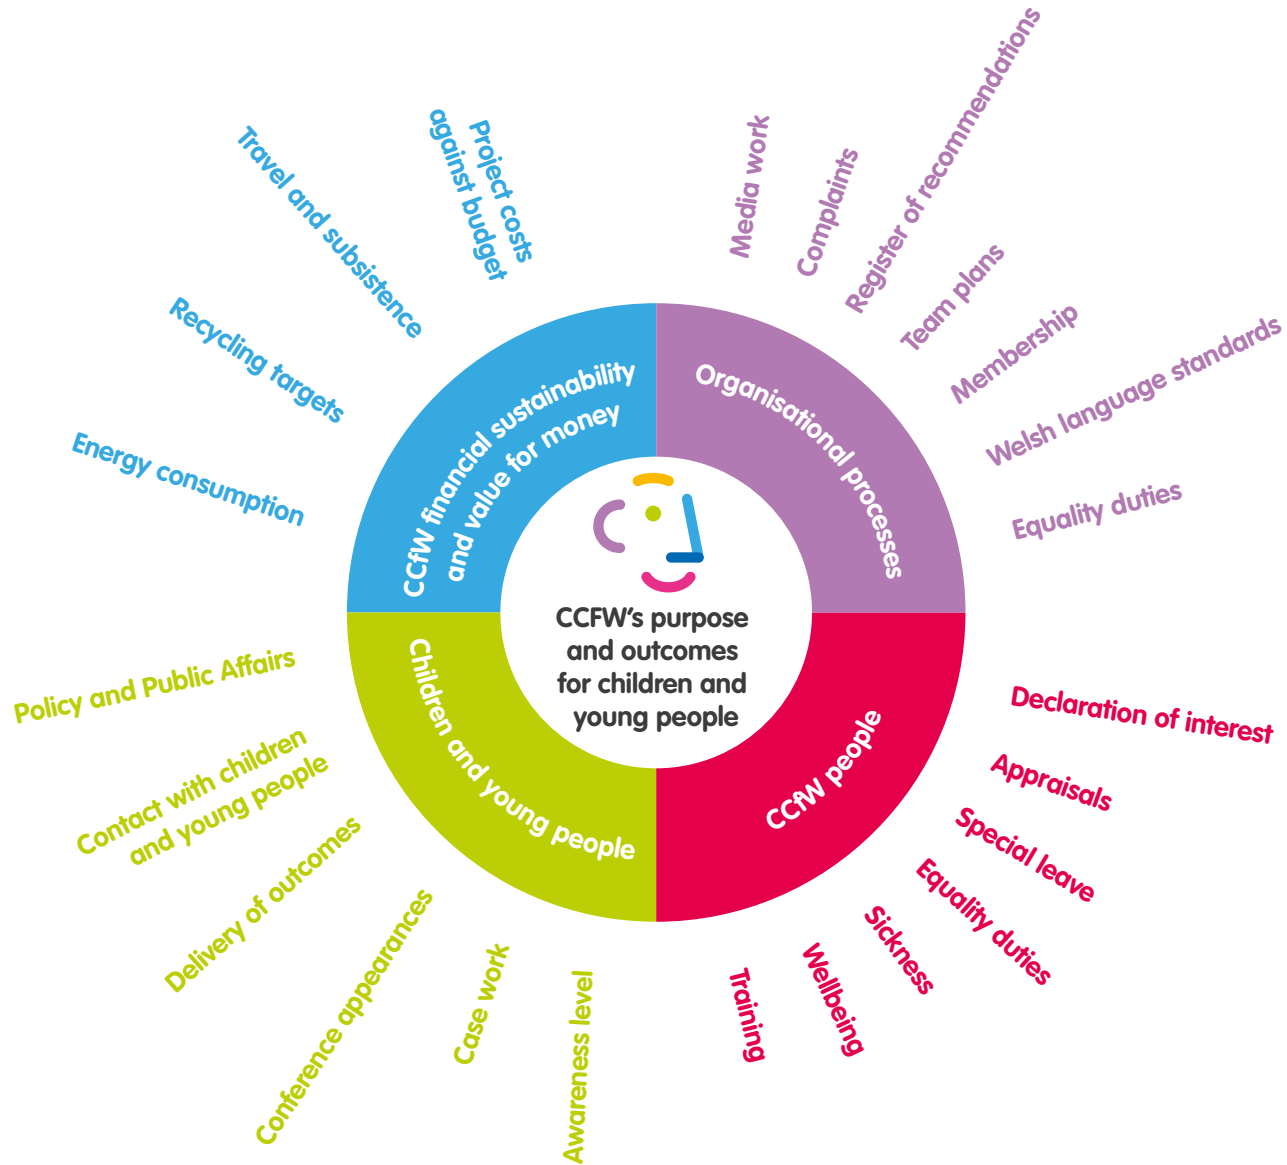 CCFW's purpose
and outcomes
for children and
young people
CCfW financial sustainability
and value for money
Energy consumption
Recycling targets
Travel and subsistence
Project costs
against budget
Organisational processes
Media work
Complaints
Register of recommendations
Team plans
Membership
Welsh language standards
Equality duties
CCfW people
Declaration of interest
Appraisals
Special leave
Equality duties
Sickness
Wellbeing
Training
Children and young people
Awareness level
Case work
Conference appearances
Delivery of outcomes
Contact with children
and young people
Policy and Public Affairs